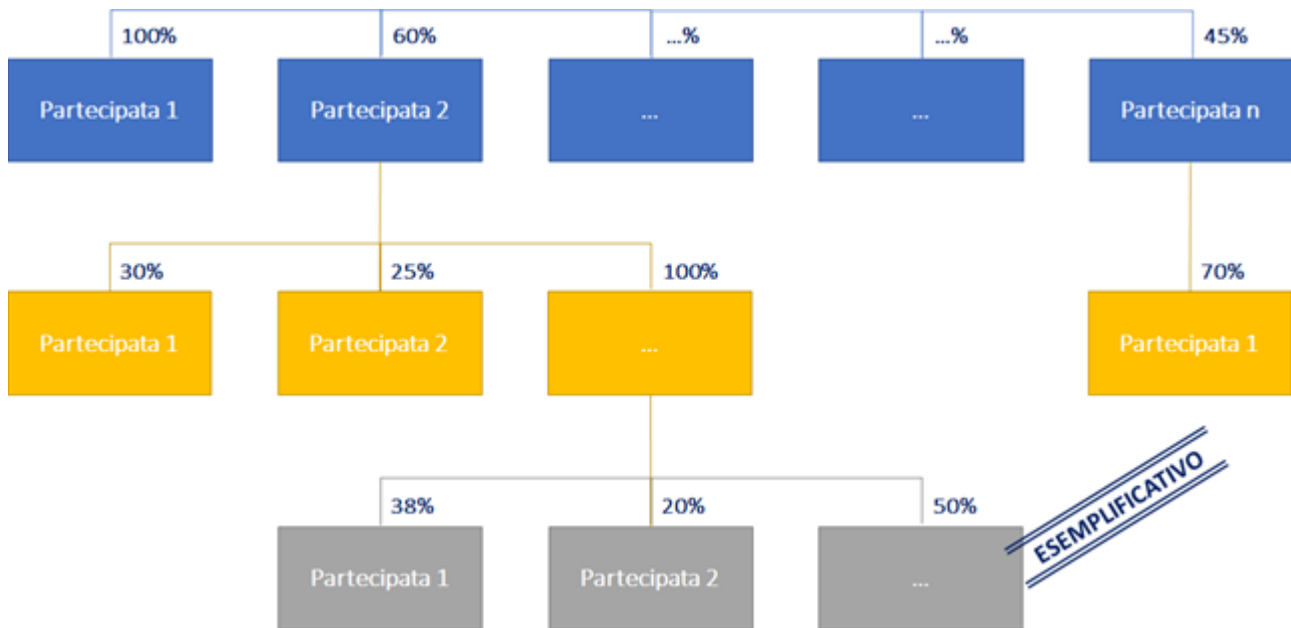 100%
60%
...%
...%
45%
Partecipata 1
Partecipata 2
...
...
Partecipata n
30%
25%
100%
70%
Partecipata 1
Partecipata 2
...
Partecipata 1
38%
20%
50%
Partecipata 1
Partecipata 2
...
ESEMPLIFICATIVO